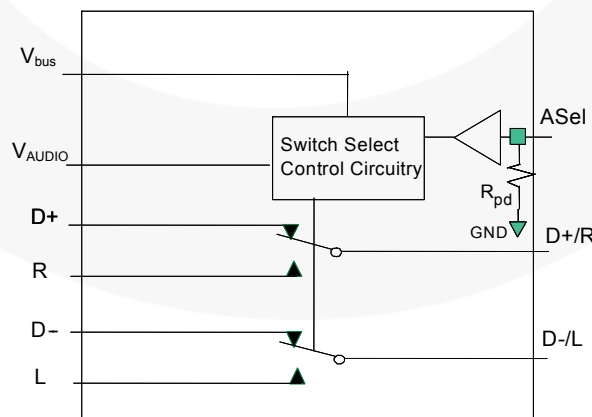 Vbus
ASel
Switch Select
Control Circuitry
VAUDIO
Rpd
D+
GND
D+/R
R
D–
D-/L
L